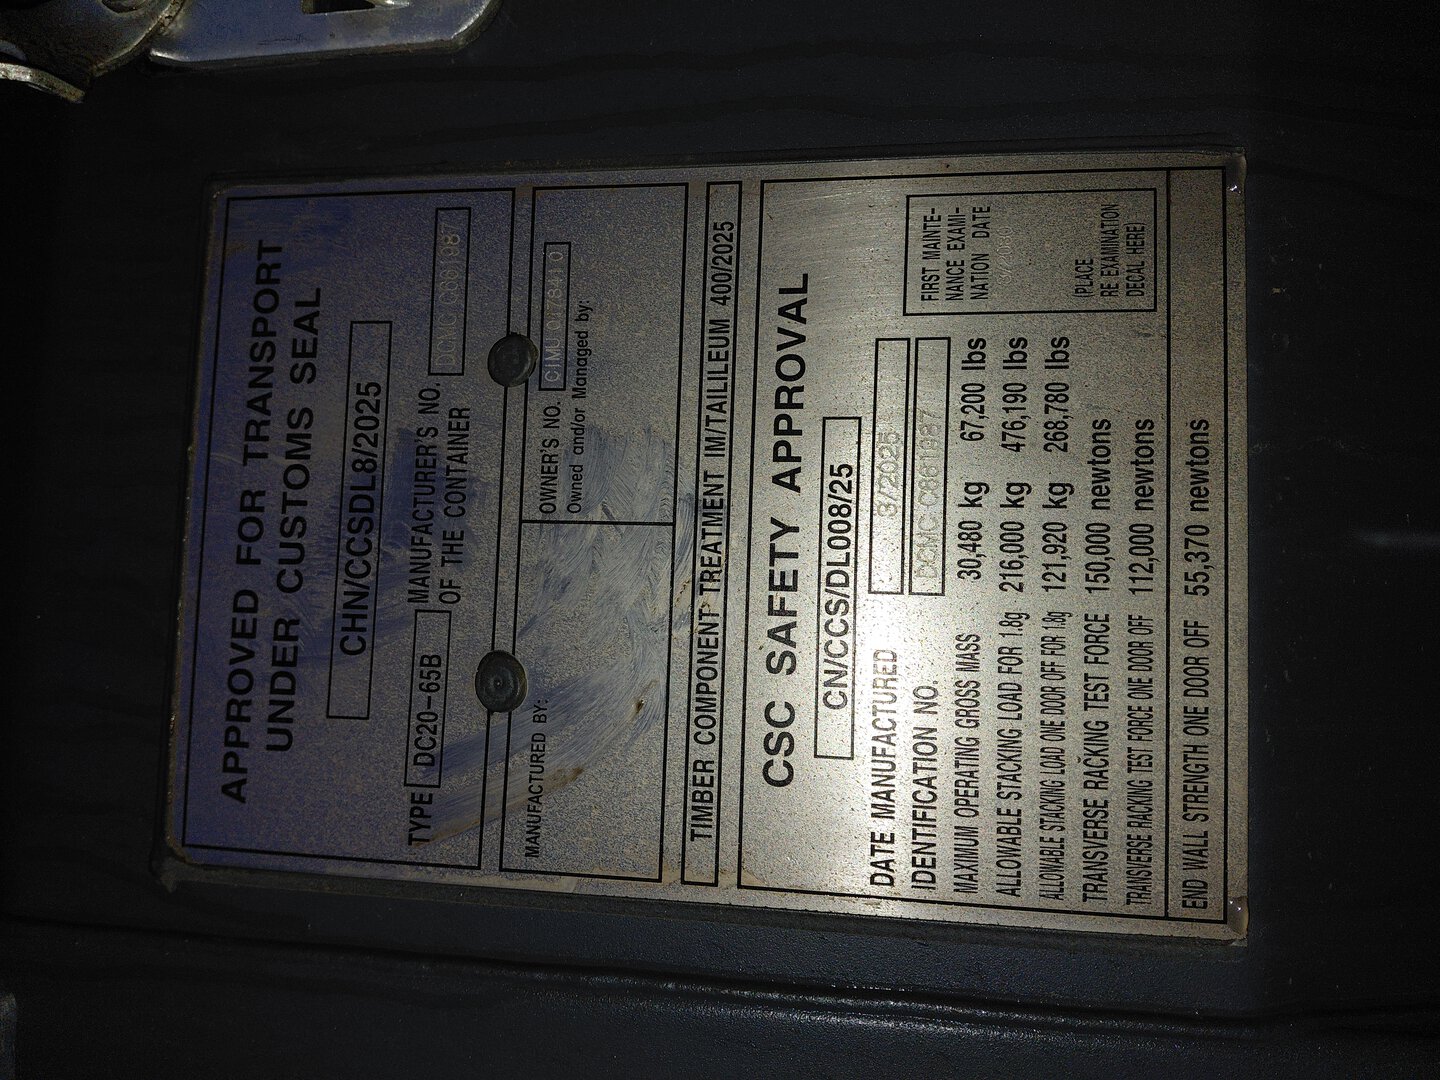 APPROVED FOR TRANSPORT
UNDER CUSTOMS SEAL
CHN/CCSDL8/2025
TYPE DC20-65B MANUFACTURER'S NO.
OF THE CONTAINER
MANUFACTURED BY:
OWNER'S NO.
Owned and/or Managed by:
TIMBER COMPONENT TREATMENT IM/TAILILEUM 400/2025
CSC SAFETY APPROVAL
CN/CCS/DL008/25
DATE MANUFACTURED 3/2025
IDENTIFICATION NO. DCMC C861987
MAXIMUM OPERATING GROSS MASS 30,480 kg 67,200 lbs
ALLOWABLE STACKING LOAD FOR 1.8g 216,000 kg 476,190 lbs
ALLOWABLE STACKING LOAD ONE DOOR OFF FOR 1.8g 121,920 kg 268,780 lbs
TRANSVERSE RACKING TEST FORCE 150,000 newtons
TRANSVERSE RACKING TEST FORCE ONE DOOR OFF 112,000 newtons
END WALL STRENGTH ONE DOOR OFF 55,370 newtons
FIRST MAINTE-
NANCE EXAMI-
NATION DATE
(PLACE
RE EXAMINATION
DECAL HERE)